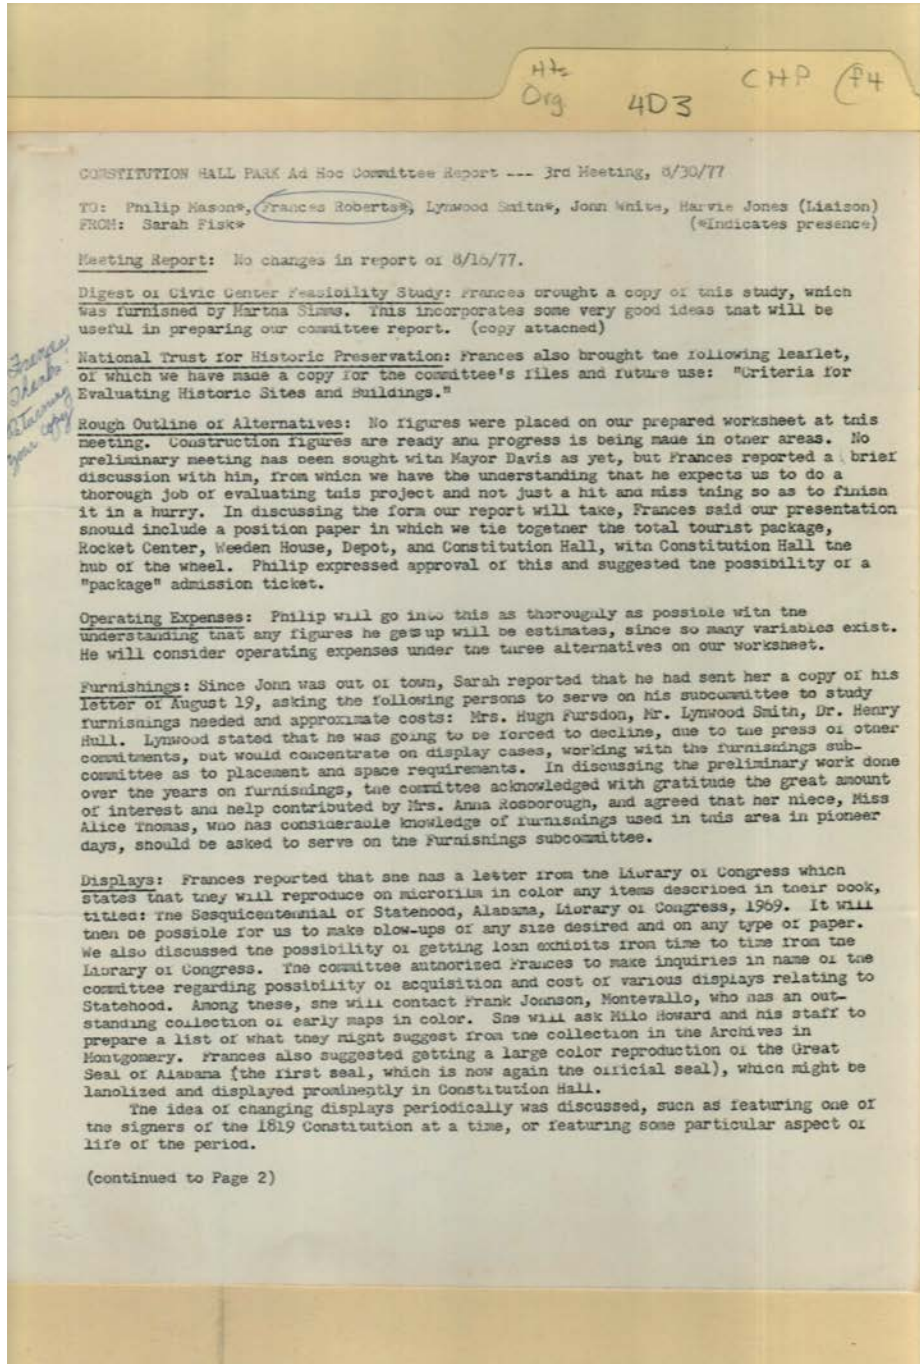 Hts
Org
4D3
CHP
F4
CONSTITUTION HALL PARK Ad Hoc Committee Report --- 3rd Meeting, 8/30/77
TO: Philip Mason*, Frances Roberts*, Lynwood Smith*, John White, Harvie Jones (Liaison)
FROM: Sarah Fisk* (*Indicates presence)
Meeting Report: No changes in report of 8/16/77.
Digest of Civic Center Feasibility Study: Frances brought a copy of this study, which
was furnished by Martha Simms. This incorporates some very good ideas that will be
useful in preparing our committee report. (copy attached)
Frances
Thanks!
Returning
your copy
National Trust for Historic Preservation: Frances also brought the following leaflet,
of which we have made a copy for the committee's files and future use: "Criteria for
Evaluating Historic Sites and Buildings."
Rough Outline of Alternatives: No figures were placed on our prepared worksheet at this
meeting. Construction figures are ready and progress is being made in other areas. No
preliminary meeting has been sought with Mayor Davis as yet, but Frances reported a brief
discussion with him, from which we have the understanding that he expects us to do a
thorough job of evaluating this project and not just a hit and miss thing so as to finish
it in a hurry. In discussing the form our report will take, Frances said our presentation
should include a position paper in which we tie together the total tourist package,
Rocket Center, Weeden House, Depot, and Constitution Hall, with Constitution Hall the
hub of the wheel. Philip expressed approval of this and suggested the possibility of a
"package" admission ticket.
Operating Expenses: Philip will go into this as thoroughly as possible with the
understanding that any figures he gets up will be estimates, since so many variables exist.
He will consider operating expenses under the three alternatives on our worksheet.
Furnishings: Since John was out of town, Sarah reported that he had sent her a copy of his
letter of August 19, asking the following persons to serve on his subcommittee to study
furnishings needed and approximate costs: Mrs. Hugh Fursdon, Mr. Lynwood Smith, Dr. Henry
Hull. Lynwood stated that he was going to be forced to decline, due to the press of other
commitments, but would concentrate on display cases, working with the furnishings sub-
committee as to placement and space requirements. In discussing the preliminary work done
over the years on furnishings, the committee acknowledged with gratitude the great amount
of interest and help contributed by Mrs. Anna Rosborough, and agreed that her niece, Miss
Alice Thomas, who has considerable knowledge of furnishings used in this area in pioneer
days, should be asked to serve on the Furnishings subcommittee.
Displays: Frances reported that she has a letter from the Library of Congress which
states that they will reproduce on microfilm in color any items described in their book,
titled: The Sesquicentennial of Statehood, Alabama, Library of Congress, 1969. It will
then be possible for us to make blow-ups of any size desired and on any type of paper.
We also discussed the possibility of getting loan exhibits from time to time from the
Library of Congress. The committee authorized Frances to make inquiries in name of the
committee regarding possibility of acquisition and cost of various displays relating to
Statehood. Among these, she will contact Frank Johnson, Montevallo, who has an out-
standing collection of early maps in color. She will ask Milo Howard and his staff to
prepare a list of what they might suggest from the collection in the Archives in
Montgomery. Frances also suggested getting a large color reproduction of the Great
Seal of Alabama (the first seal, which is now again the official seal), which might be
lanolized and displayed prominently in Constitution Hall.
The idea of changing displays periodically was discussed, such as featuring one of
the signers of the 1819 Constitution at a time, or featuring some particular aspect of
life of the period.
(continued to Page 2)